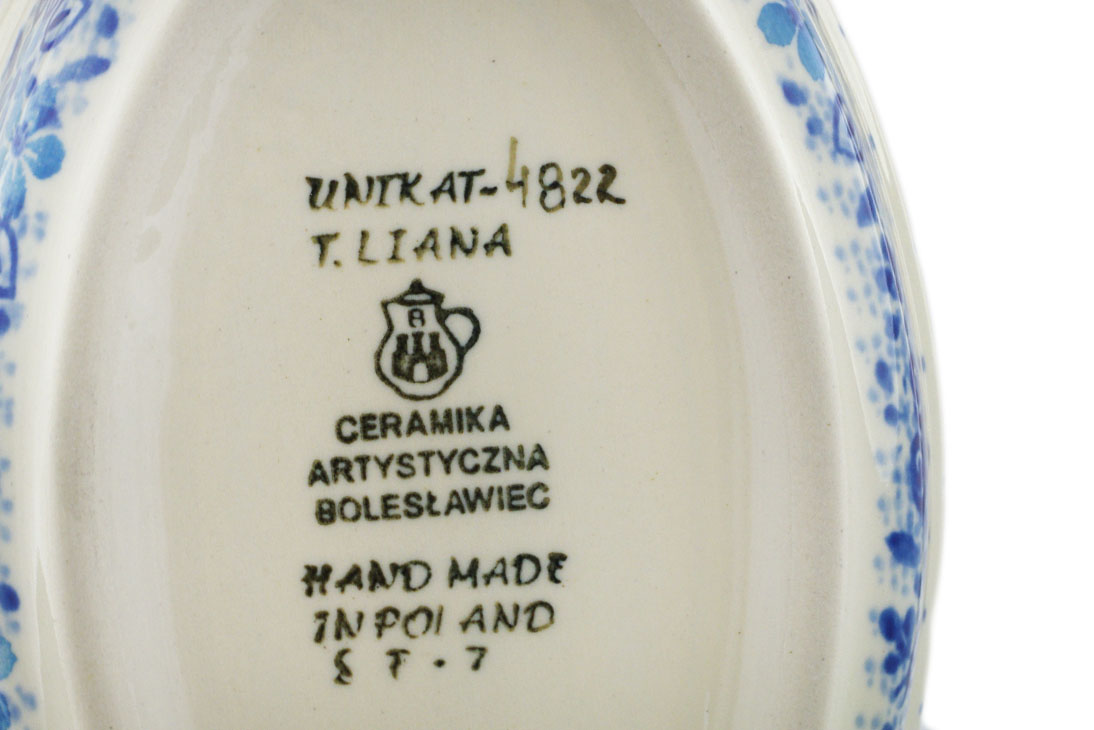 UNIKAT-4822
T. LIANA
B
CERAMIKA
ARTYSTYCZNA
BOLESŁAWIEC
HAND MADE
IN POLAND